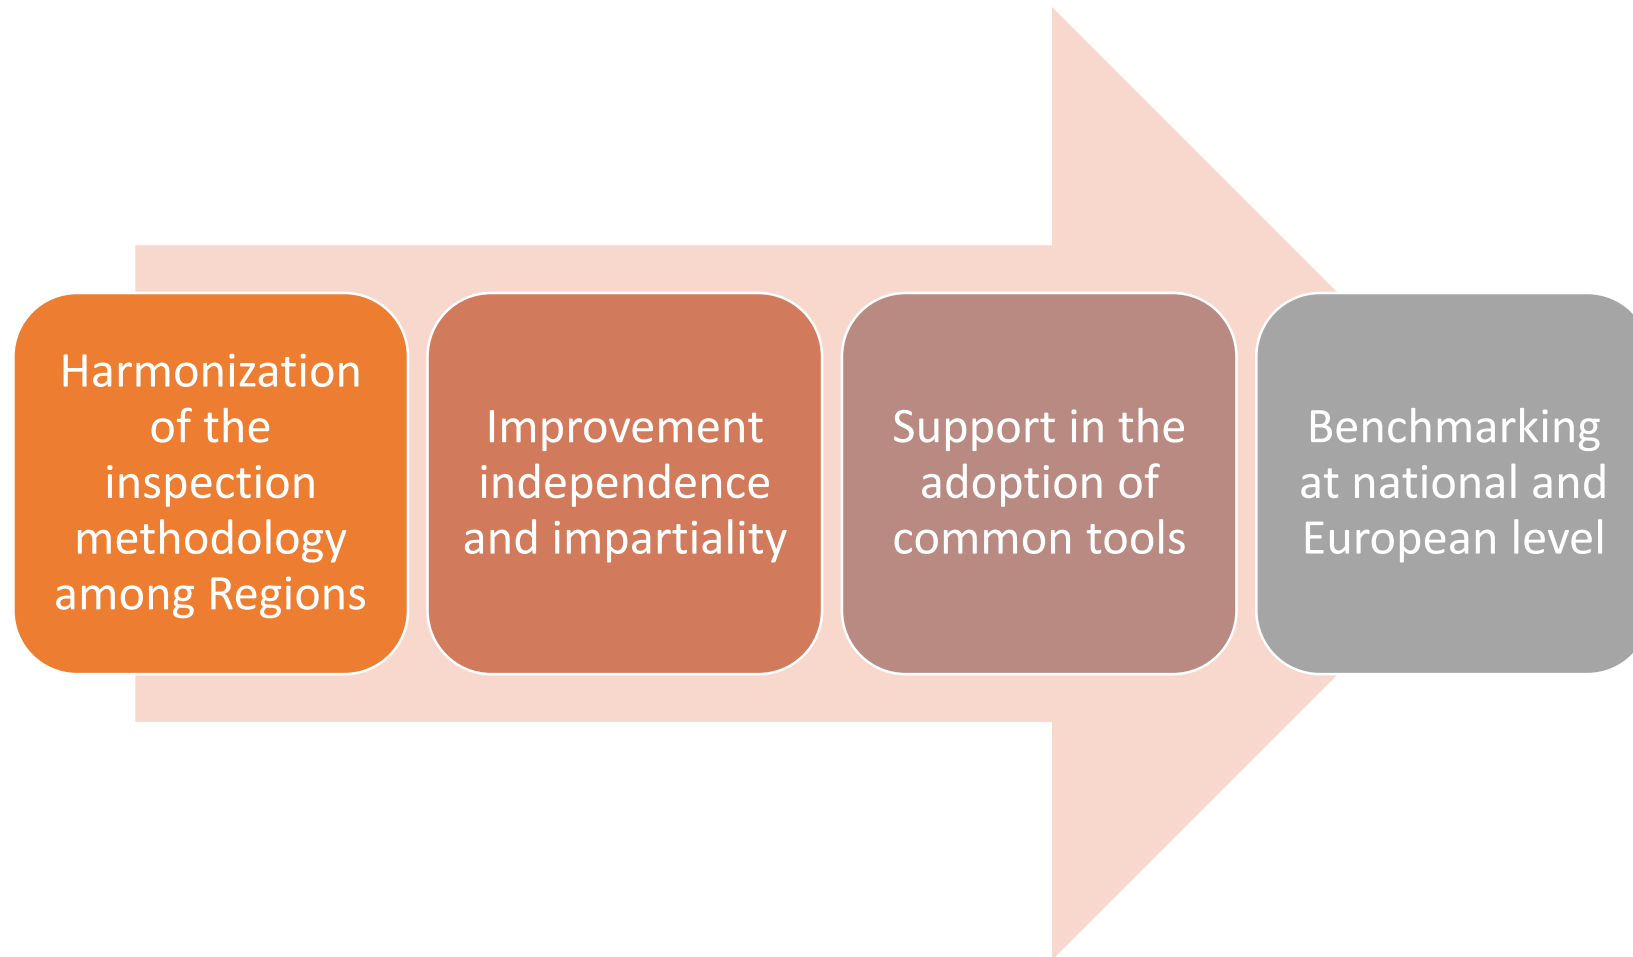 Harmonization
of the
inspection
methodology
among Regions
Improvement
independence
and impartiality
Support in the
adoption of
common tools
Benchmarking
at national and
European level